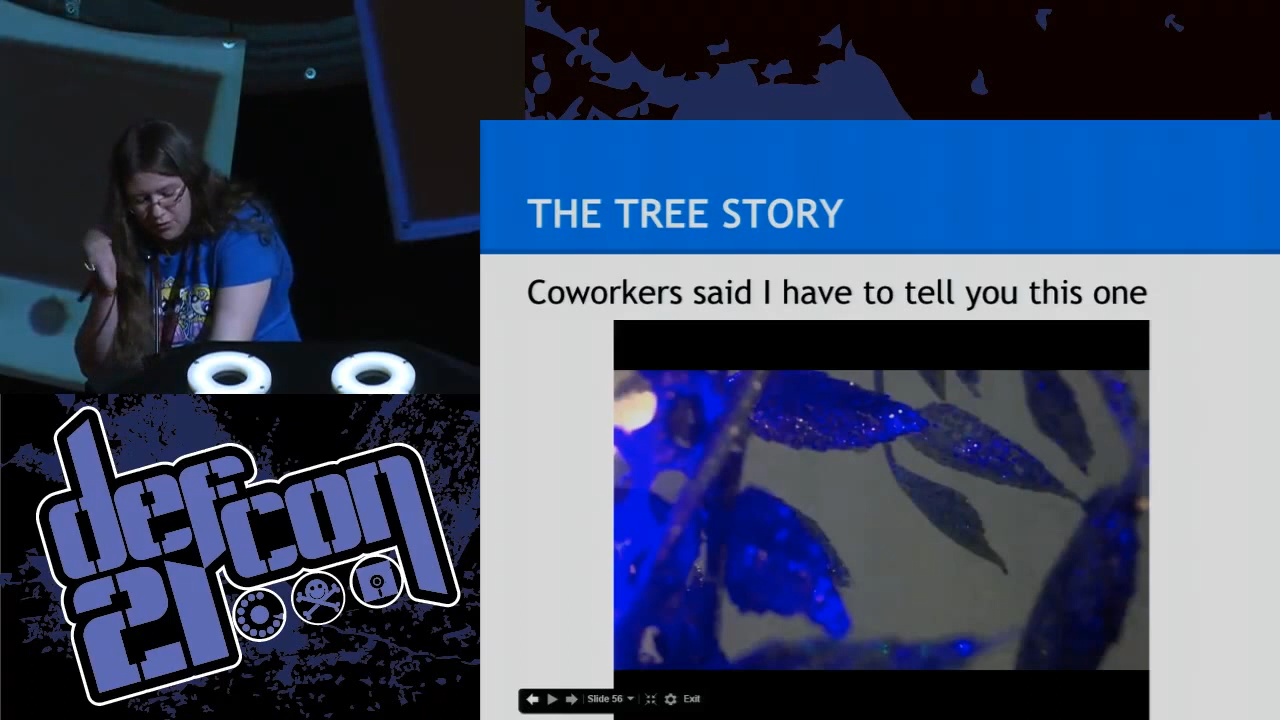 THE TREE STORY
Coworkers said I have to tell you this one
defcon
21
Slide 56
Exit